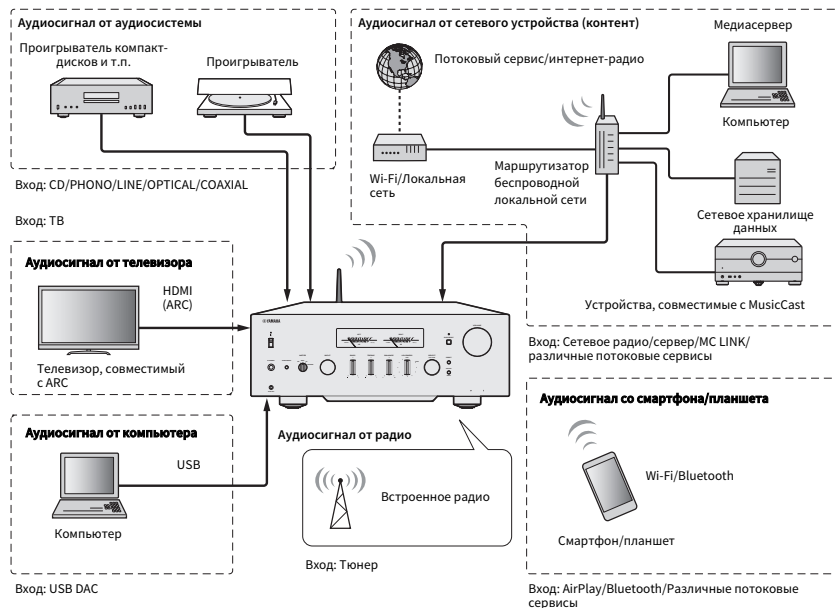 Аудиосигнал от аудиосистемы
Проигрыватель компакт-
дисков и т.п.
Проигрыватель
Вход: CD/PHONO/LINE/OPTICAL/COAXIAL
Вход: ТВ
Аудиосигнал от телевизора
HDMI
(ARC)
Телевизор, совместимый
с ARC
Аудиосигнал от компьютера
USB
Компьютер
Вход: USB DAC
YAMAHA
Аудиосигнал от радио
Встроенное радио
Вход: Тюнер
Аудиосигнал от сетевого устройства (контент)
Потоковый сервис/интернет-радио
Wi-Fi/Локальная
сеть
Маршрутизатор
беспроводной
локальной сети
Медиасервер
Компьютер
Сетевое хранилище
данных
Устройства, совместимые с MusicCast
Вход: Сетевое радио/сервер/MC LINK/
различные потоковые сервисы
Аудиосигнал со смартфона/планшета
Wi-Fi/Bluetooth
Смартфон/планшет
Вход: AirPlay/Bluetooth/Различные потоковые
сервисы